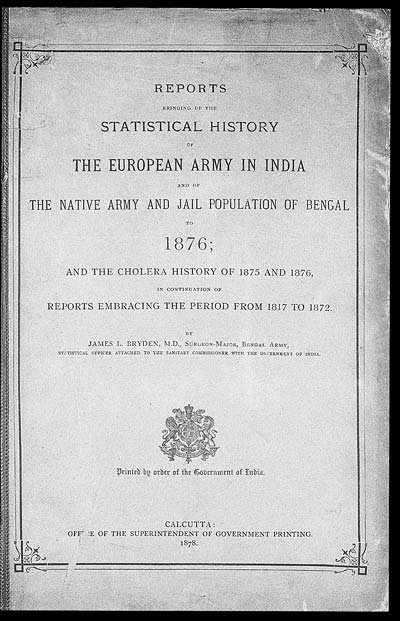 REPORTS
BRINGING UP THE
STATISTICAL HISTORY
OF
THE EUROPEAN ARMY IN INDIA
AND OF
THE NATIVE ARMY AND JAIL POPULATION OF BENGAL
TO
1876;
AND THE CHOLERA HISTORY OF 1875 AND 1876,
IN CONTINUATION OF
REPORTS EMBRACING THE PERIOD FROM 1817 TO 1872.
BY
JAMES L. BRYDEN, M.D., SURGEON-MAJOR, BENGAL ARMY,
STATISTICAL OFFICER ATTACHED TO THE SANITARY COMMISSIONER WITH THE GOVERNMENT OF INDIA.
Printed by order of the Government of India.
CALCUTTA:
OFFICE OF THE SUPERINTENDENT OF GOVERNMENT PRINTING.
1878.